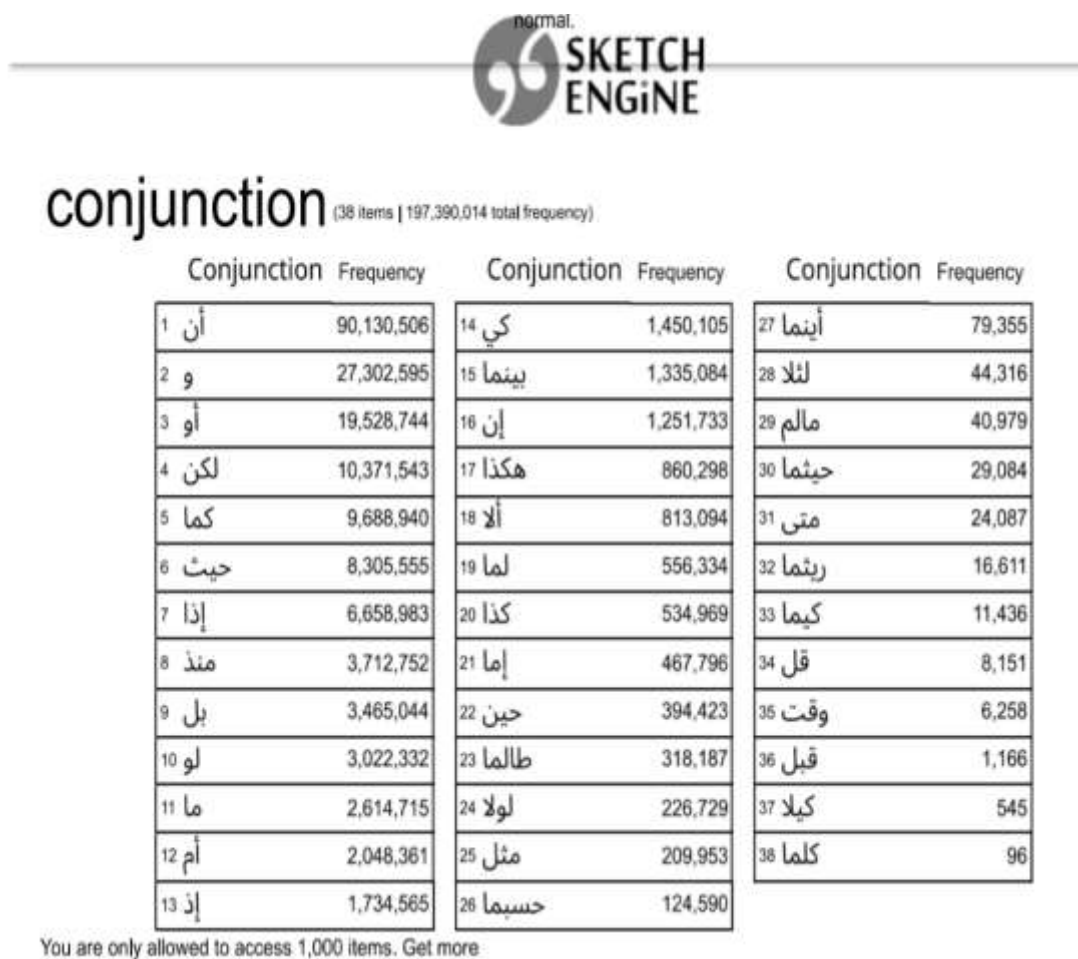 normal.
SKETCH
ENGiNE
conjunction (38 items | 197,390,014 total frequency)
Conjunction Frequency
1 أن 90,130,506
2 و 27,302,595
3 أو 19,528,744
4 لكن 10,371,543
5 كما 9,688,940
6 حيث 8,305,555
7 إذا 6,658,983
8 منذ 3,712,752
9 بل 3,465,044
10 لو 3,022,332
11 ما 2,614,715
12 أم 2,048,361
13 إذ 1,734,565
Conjunction Frequency
14 كي 1,450,105
15 بينما 1,335,084
16 إن 1,251,733
17 هكذا 860,298
18 ألا 813,094
19 لما 556,334
20 كذا 534,969
21 إما 467,796
22 حين 394,423
23 طالما 318,187
24 لولا 226,729
25 مثل 209,953
26 حسبما 124,590
Conjunction Frequency
27 أينما 79,355
28 لئلا 44,316
29 مالم 40,979
30 حيثما 29,084
31 متى 24,087
32 ريثما 16,611
33 كيما 11,436
34 قل 8,151
35 وقت 6,258
36 قبل 1,166
37 كيلا 545
38 كلما 96
You are only allowed to access 1,000 items. Get more